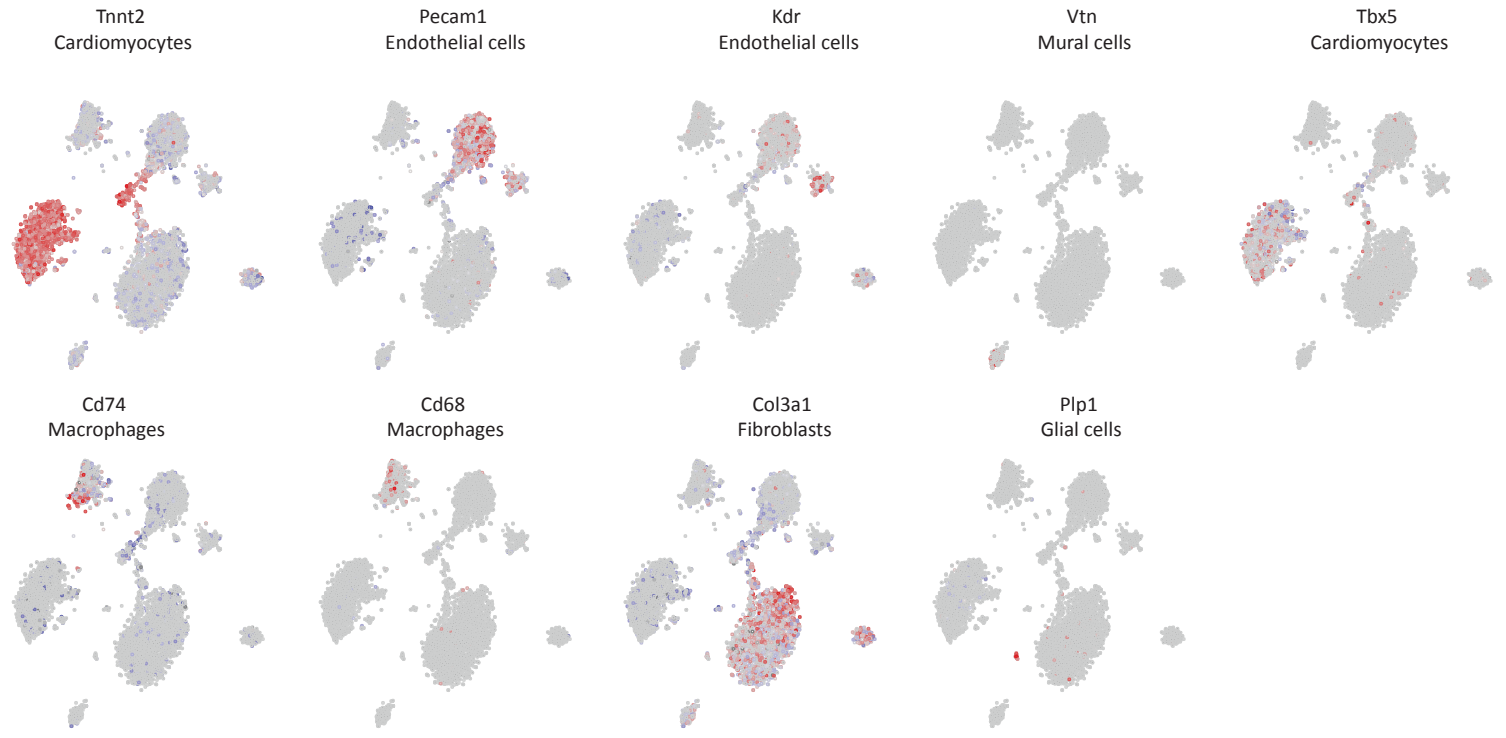 Tnnt2
Cardiomyocytes
Pecam1
Endothelial cells
Kdr
Endothelial cells
Vtn
Mural cells
Tbx5
Cardiomyocytes
Cd74
Macrophages
Cd68
Macrophages
Col3a1
Fibroblasts
Plp1
Glial cells